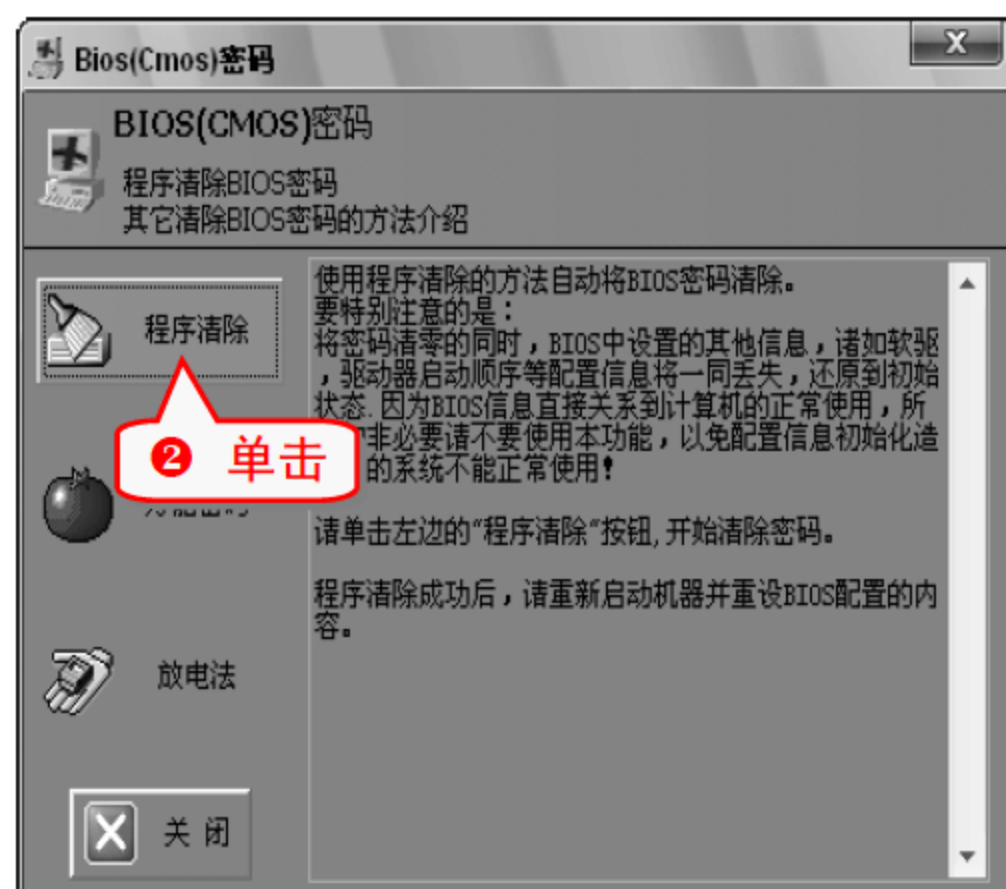 Bios(Cmos)密码
X
BIOS(CMOS)密码
程序清除BIOS密码
其它清除BIOS密码的方法介绍
程序清除
❷ 单击
放电法
关 闭
使用程序清除的方法自动将BIOS密码清除。
要特别注意的是：
将密码清零的同时，BIOS中设置的其他信息，诸如软驱
，驱动器启动顺序等配置信息将一同丢失，还原到初始
状态.因为BIOS信息直接关系到计算机的正常使用，所
非必要请不要使用本功能，以免配置信息初始化造
的系统不能正常使用！
请单击左边的"程序清除"按钮,开始清除密码。
程序清除成功后，请重新启动机器并重设BIOS配置的内
容。